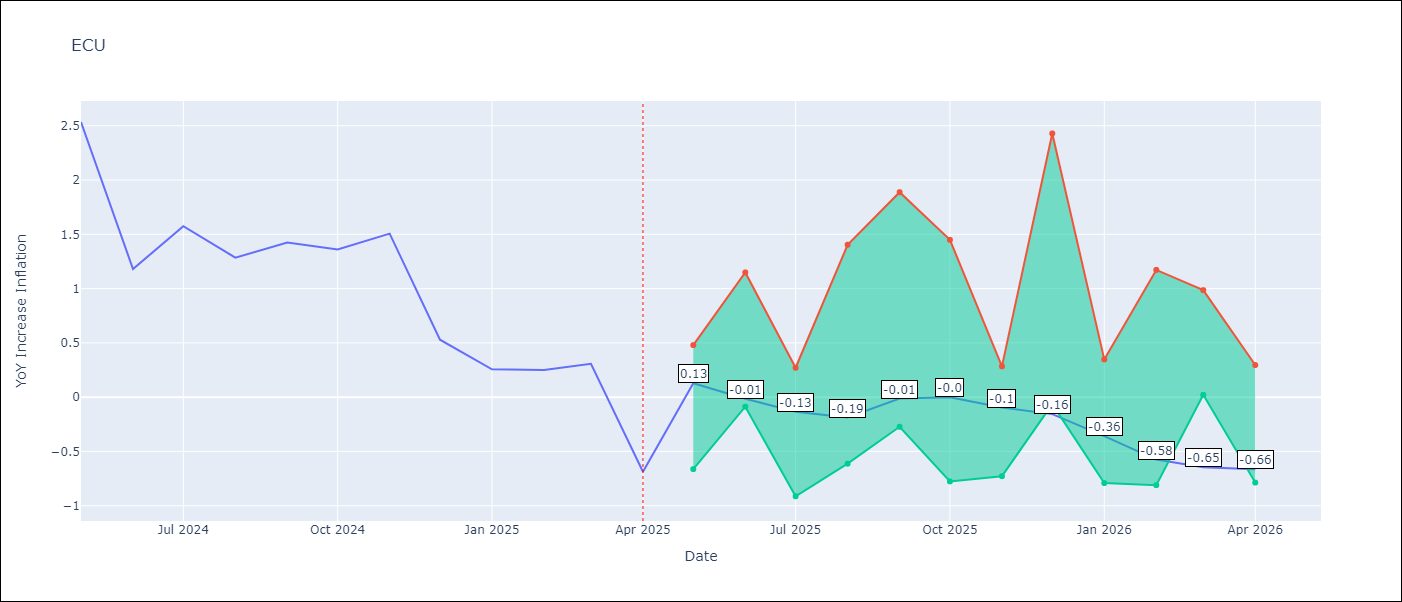 ECU
YoY Increase Inflation
2.5
2
1.5
1
0.5
0
−0.5
−1
0.13
-0.01
-0.13
-0.19
-0.01
-0.0
-0.1
-0.16
-0.36
-0.58
-0.65
-0.66
Jul 2024
Oct 2024
Jan 2025
Apr 2025
Jul 2025
Oct 2025
Jan 2026
Apr 2026
Date